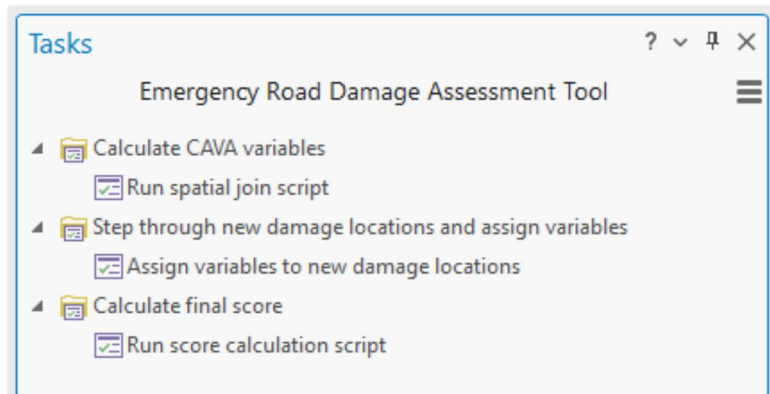 Tasks ?
Emergency Road Damage Assessment Tool
Calculate CAVA variables
Run spatial join script
Step through new damage locations and assign variables
Assign variables to new damage locations
Calculate final score
Run score calculation script